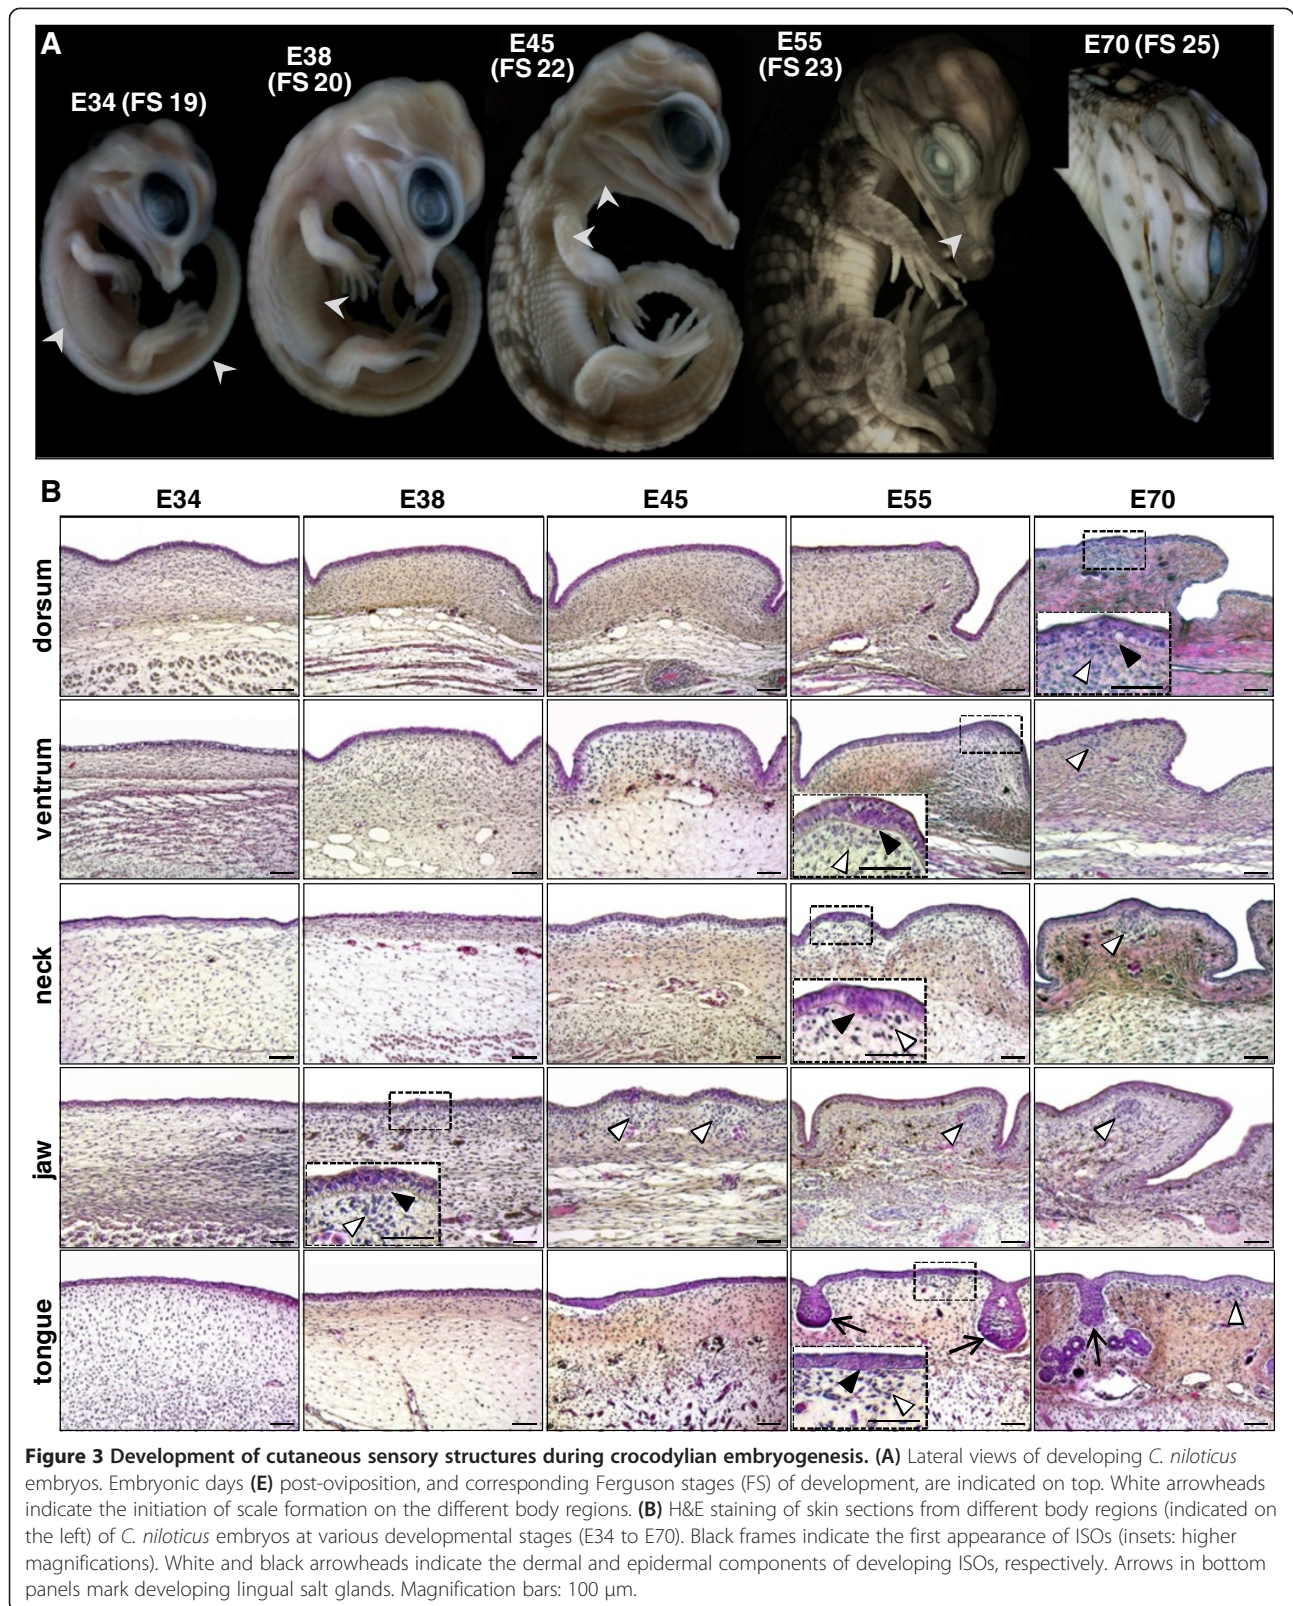 A
E34 (FS 19)
E38
(FS 20)
E45
(FS 22)
E55
(FS 23)
E70 (FS 25)
B
E34
E38
E45
E55
E70
dorsum
ventrum
neck
jaw
tongue
Figure 3 Development of cutaneous sensory structures during crocodylian embryogenesis. (A) Lateral views of developing C. niloticus
embryos. Embryonic days (E) post-oviposition, and corresponding Ferguson stages (FS) of development, are indicated on top. White arrowheads
indicate the initiation of scale formation on the different body regions. (B) H&E staining of skin sections from different body regions (indicated on
the left) of C. niloticus embryos at various developmental stages (E34 to E70). Black frames indicate the first appearance of ISOs (insets: higher
magnifications). White and black arrowheads indicate the dermal and epidermal components of developing ISOs, respectively. Arrows in bottom
panels mark developing lingual salt glands. Magnification bars: 100 μm.